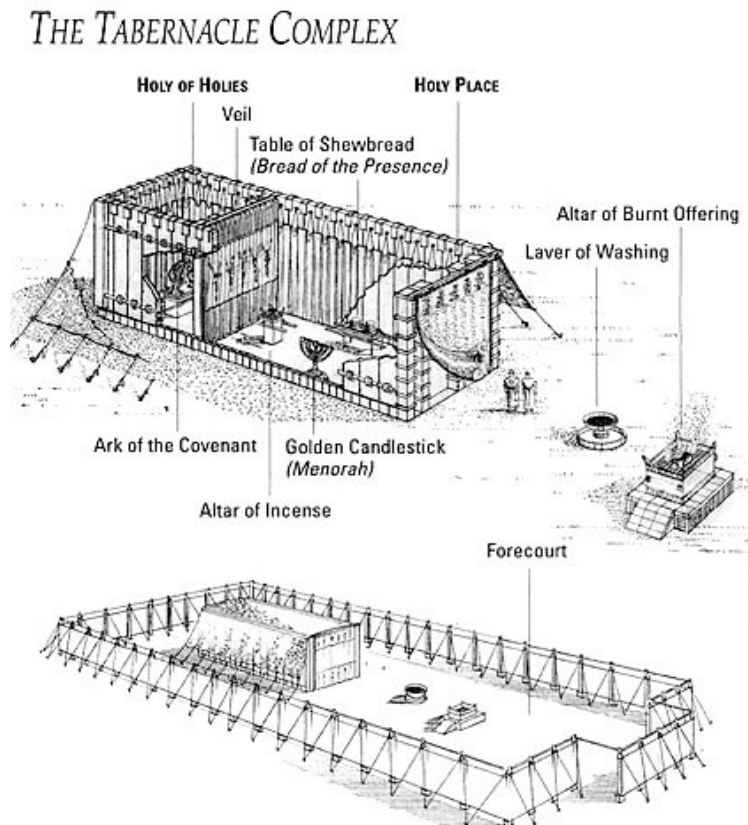 THE TABERNACLE COMPLEX
HOLY OF HOLIES
HOLY PLACE
Veil
Table of Shewbread
(Bread of the Presence)
Altar of Burnt Offering
Laver of Washing
Ark of the Covenant
Golden Candlestick
(Menorah)
Altar of Incense
Forecourt